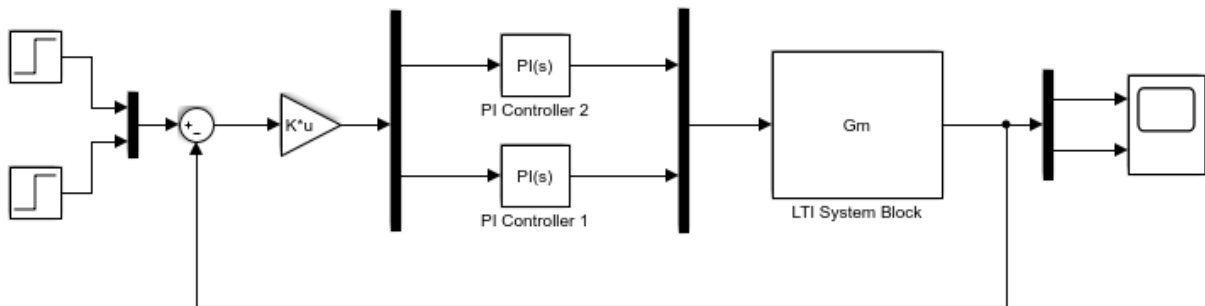 PI(s)
PI Controller 2
+
−
K*u
Gm
PI(s)
PI Controller 1
LTI System Block